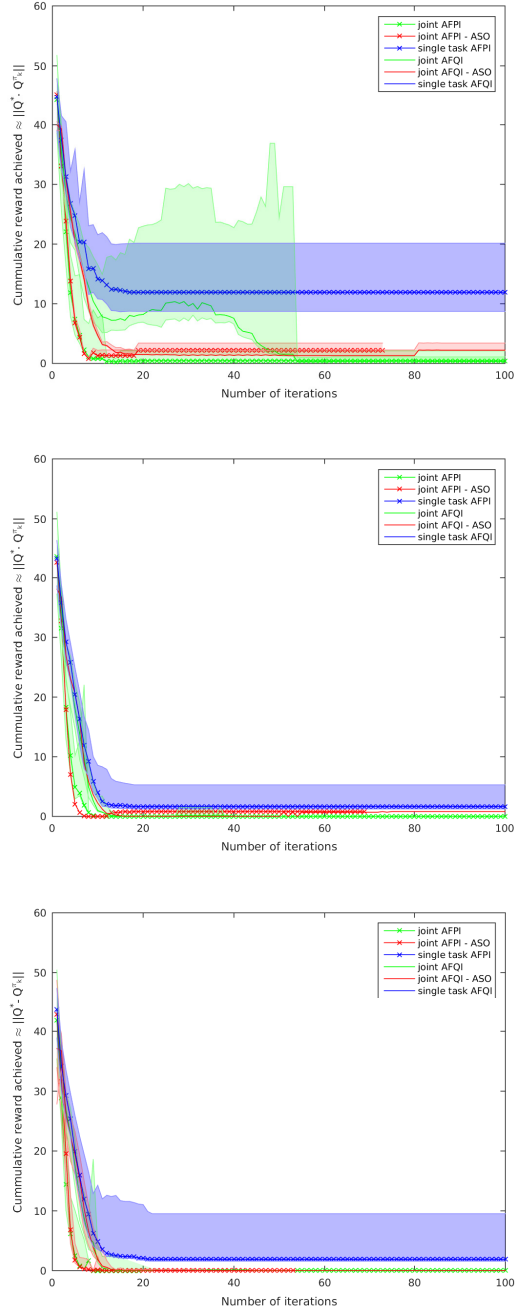 60
50
40
30
20
10
0
Cummulative reward achieved ≈ ||Q* - Qπk||
joint AFPI
joint AFPI - ASO
single task AFPI
joint AFQI
joint AFQI - ASO
single task AFQI
0 20 40 60 80 100
Number of iterations
60
50
40
30
20
10
0
Cummulative reward achieved ≈ ||Q* - Qπk||
joint AFPI
joint AFPI - ASO
single task AFPI
joint AFQI
joint AFQI - ASO
single task AFQI
0 20 40 60 80 100
Number of iterations
60
50
40
30
20
10
0
Cummulative reward achieved ≈ ||Q* - Qπk||
joint AFPI
joint AFPI - ASO
single task AFPI
joint AFQI
joint AFQI - ASO
single task AFQI
0 20 40 60 80 100
Number of iterations